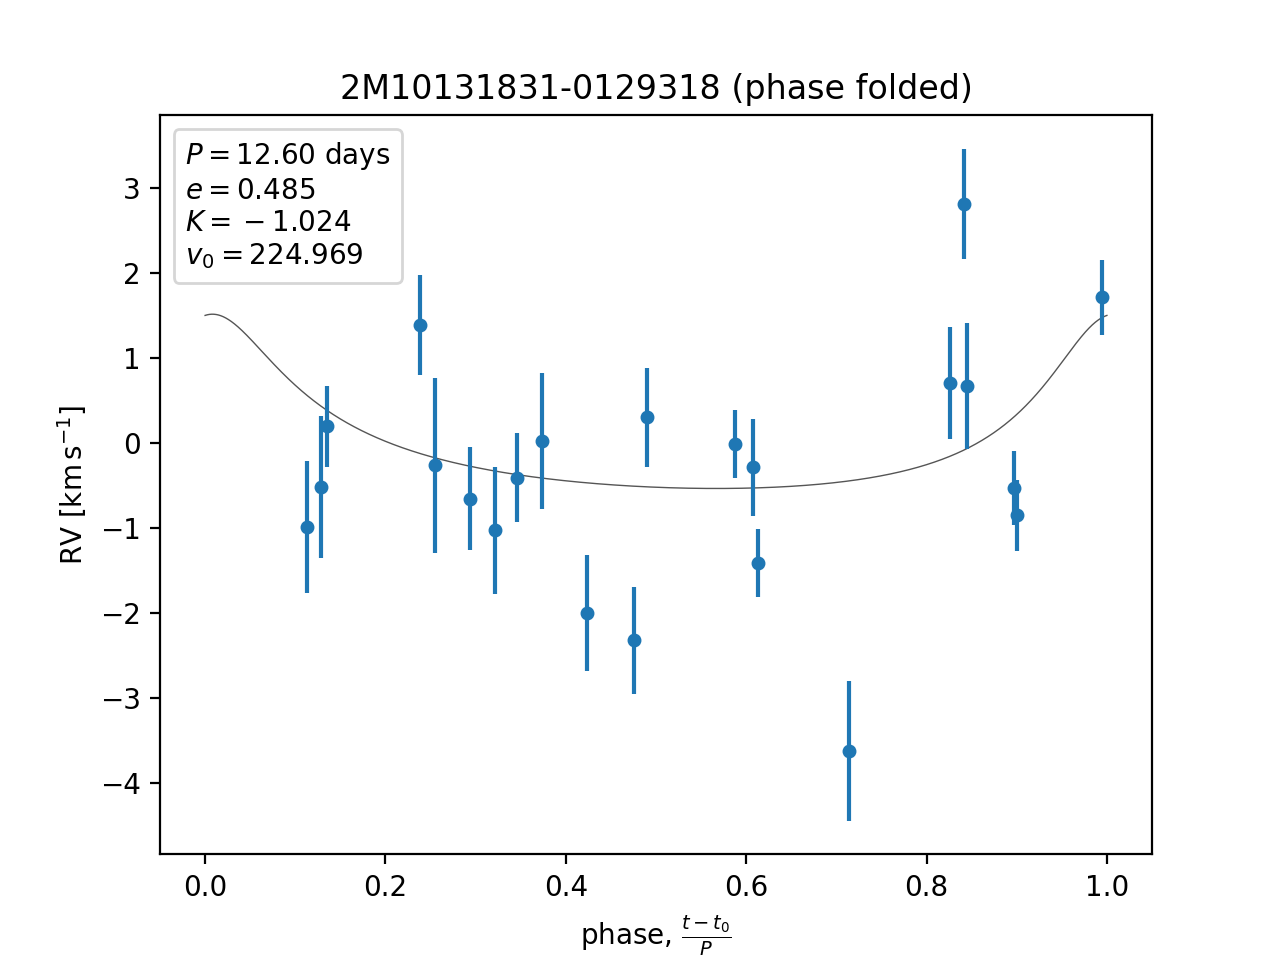 2M10131831-0129318 (phase folded)
P = 12.60 days
e = 0.485
K = −1.024
v₀ = 224.969
RV [km s⁻¹]
3
2
1
0
−1
−2
−3
−4
0.0 0.2 0.4 0.6 0.8 1.0
phase, (t − t₀)/P